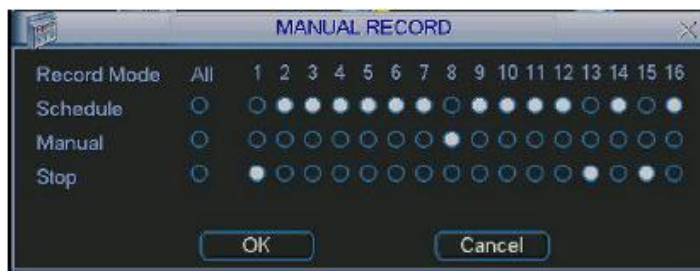 MANUAL RECORD
Record Mode All 1 2 3 4 5 6 7 8 9 10 11 12 13 14 15 16
Schedule
Manual
Stop
OK Cancel